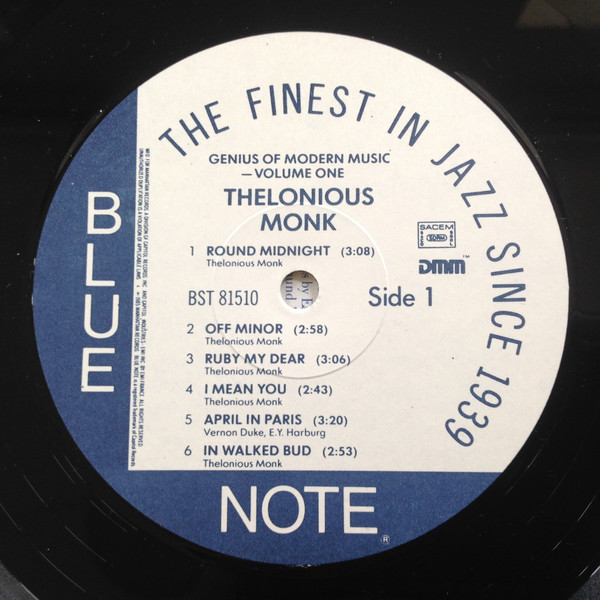 THE FINEST IN JAZZ SINCE 1939
GENIUS OF MODERN MUSIC
—VOLUME ONE
THELONIOUS
MONK
1 ROUND MIDNIGHT (3:08)
Thelonious Monk
SACEM
SDRM
DMM™
BST 81510
Side 1
2 OFF MINOR (2:58)
Thelonious Monk
3 RUBY MY DEAR (3:06)
Thelonious Monk
4 I MEAN YOU (2:43)
Thelonious Monk
5 APRIL IN PARIS (3:20)
Vernon Duke, E.Y. Harburg
6 IN WALKED BUD (2:53)
Thelonious Monk
BLUE
NOTE®